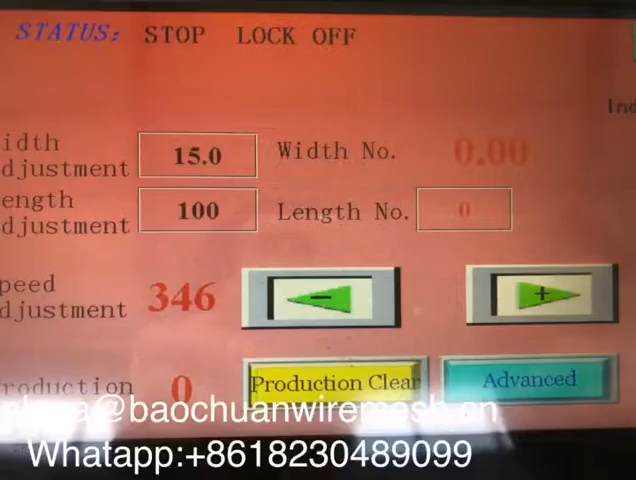 STATUS: STOP LOCK OFF
idth
djustment 15.0 Width No. 0.00
ength
djustment 100 Length No. 0
peed
djustment 346 - +
roduction 0 Production Clear Advanced
@baochuanwiremesh.cn
Whatapp:+8618230489099